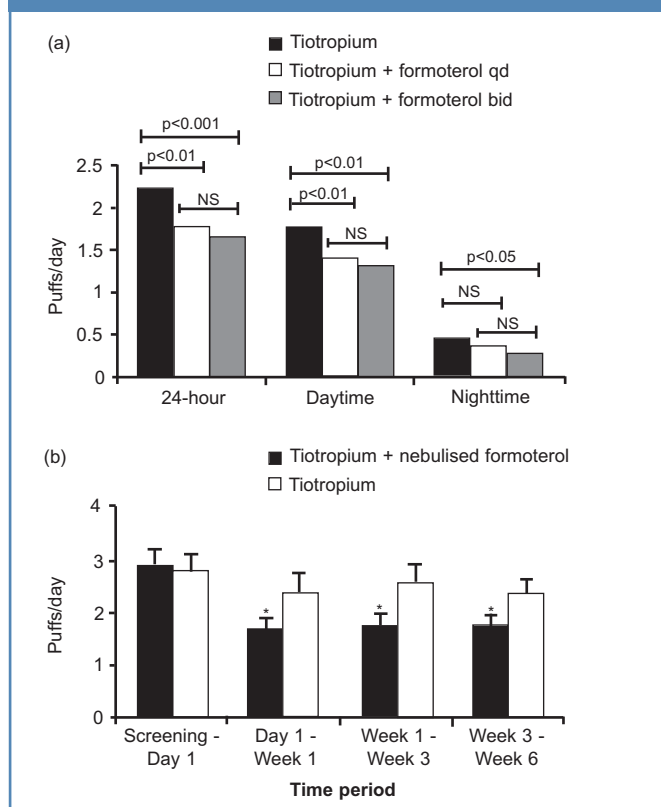 (a)
Tiotropium
Tiotropium + formoterol qd
Tiotropium + formoterol bid
p<0.001
p<0.01
NS
p<0.01
p<0.01
NS
p<0.05
NS
NS
Puffs/day
2.5
2
1.5
1
0.5
0
24-hour
Daytime
Nighttime
(b)
Tiotropium + nebulised formoterol
Tiotropium
Puffs/day
4
3
2
1
0
*
*
*
Screening -
Day 1
Day 1 -
Week 1
Week 1 -
Week 3
Week 3 -
Week 6
Time period